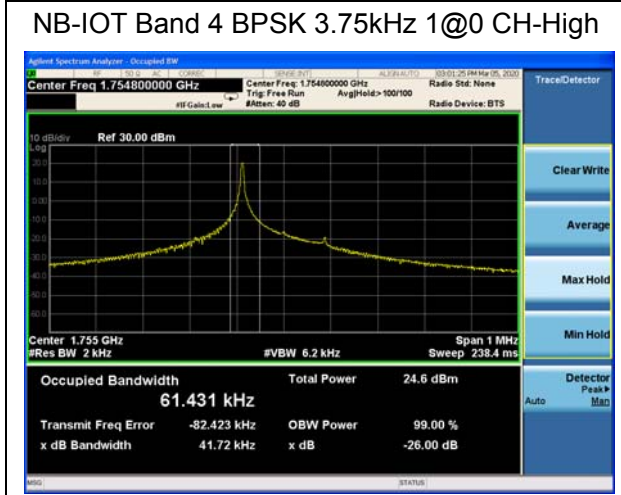 NB-IOT Band 4 BPSK 3.75kHz 1@0 CH-High
Agilent Spectrum Analyzer - Occupied BW
RF 50 Ω AC CORREC SENSE:INT ALIGN AUTO 03:01:25 PM Mar 05, 2020
Center Freq 1.754800000 GHz Center Freq: 1.754800000 GHz Radio Std: None Trace/Detector
Trig: Free Run Avg|Hold:> 100/100
#IFGain:Low #Atten: 40 dB Radio Device: BTS
10 dB/div Ref 30.00 dBm
Log
20.0
10.0
0.00
10.0
20.0
30.0
40.0
50.0
60.0
Clear Write
Average
Max Hold
Min Hold
Center 1.755 GHz Span 1 MHz
#Res BW 2 kHz #VBW 6.2 kHz Sweep 238.4 ms
Occupied Bandwidth Total Power 24.6 dBm
61.431 kHz
Transmit Freq Error -82.423 kHz OBW Power 99.00 %
x dB Bandwidth 41.72 kHz x dB -26.00 dB
Detector
Peak▶
Auto Man
MSG STATUS